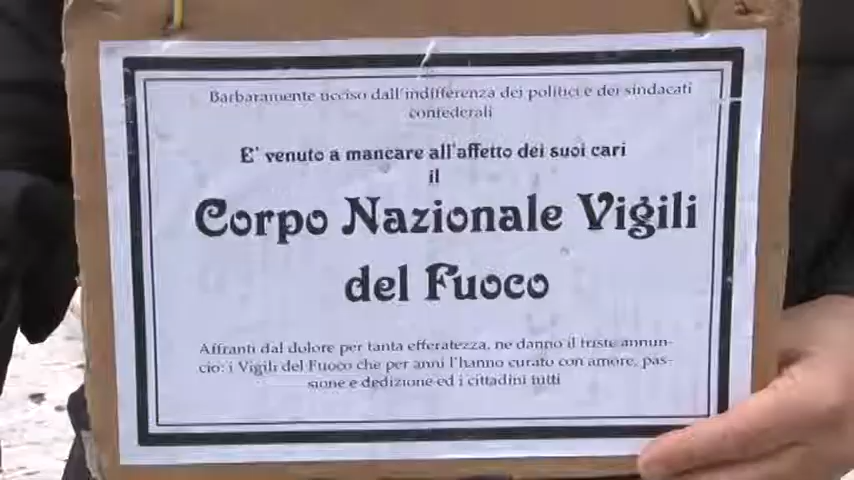 Barbaramente ucciso dall'indifferenza dei politici e dei sindacati
confederali
E' venuto a mancare all'affetto dei suoi cari
il
Corpo Nazionale Vigili
del Fuoco
Affranti dal dolore per tanta efferatezza, ne danno il triste annun-
cio: i Vigili del Fuoco che per anni l'hanno curato con amore, pas-
sione e dedizione ed i cittadini tutti